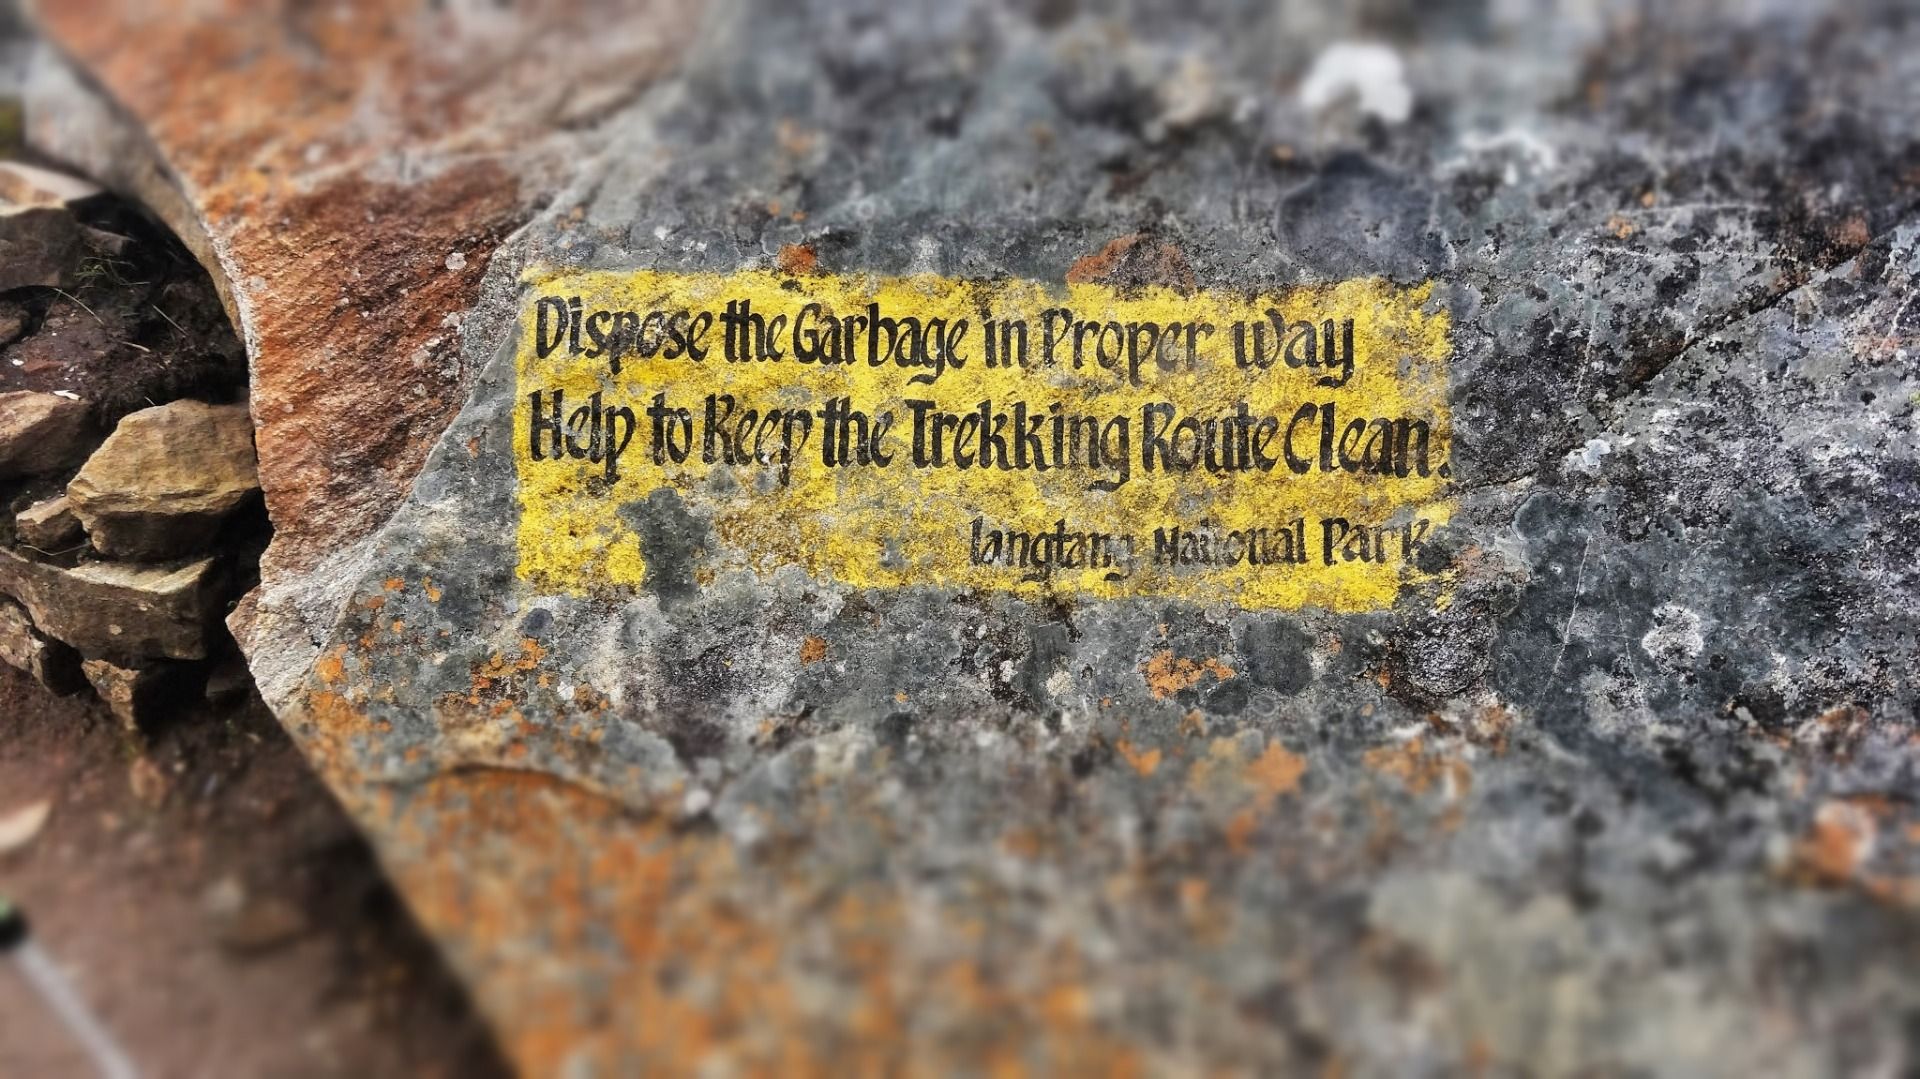 Dispose the Garbage in Proper way
Help to Keep the Trekking Route Clean.
langtang National Park